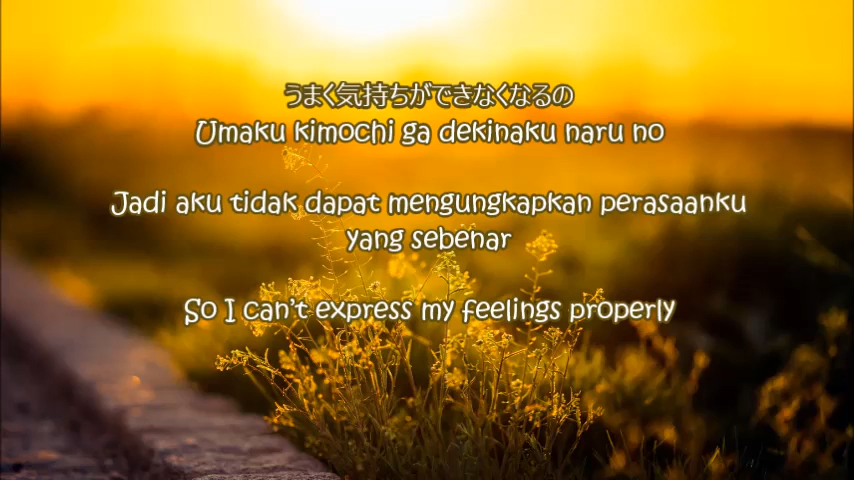 うまく気持ちができなくなるの
Umaku kimochi ga dekinaku naru no
Jadi aku tidak dapat mengungkapkan perasaanku
yang sebenar
So I can't express my feelings properly